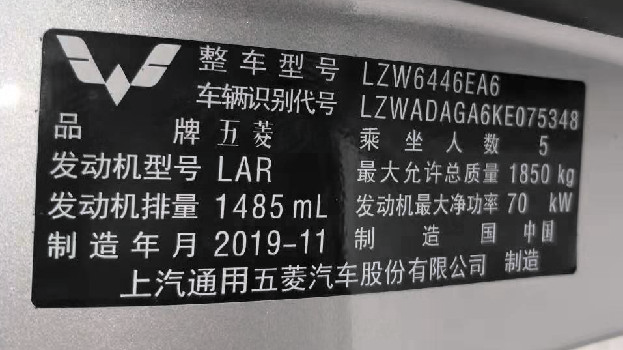 整车型号 LZW6446EA6
车辆识别代号 LZWADAGA6KE075348
品 牌 五菱 乘坐人数 5
发动机型号 LAR 最大允许总质量 1850 kg
发动机排量 1485 mL 发动机最大净功率 70 kW
制造年月 2019-11 制 造 国 中国
上汽通用五菱汽车股份有限公司 制造